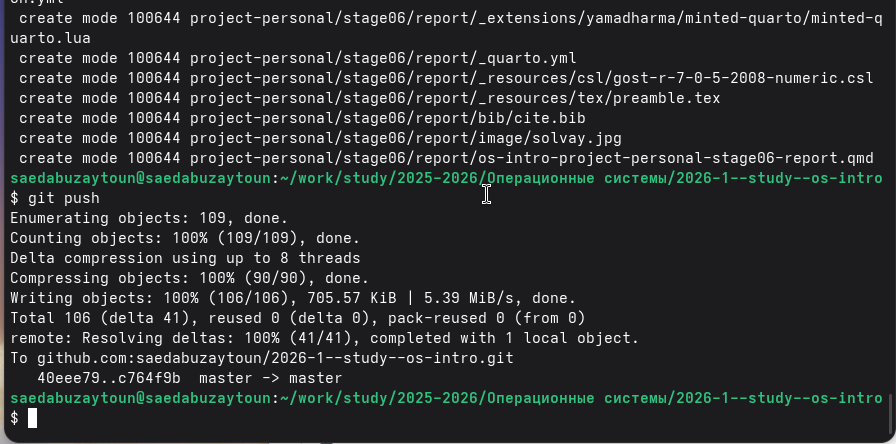 create mode 100644 project-personal/stage06/report/_extensions/yamadharma/minted-quarto/minted-q
uarto.lua
create mode 100644 project-personal/stage06/report/_quarto.yml
create mode 100644 project-personal/stage06/report/_resources/csl/gost-r-7-0-5-2008-numeric.csl
create mode 100644 project-personal/stage06/report/_resources/tex/preamble.tex
create mode 100644 project-personal/stage06/report/bib/cite.bib
create mode 100644 project-personal/stage06/report/image/solvay.jpg
create mode 100644 project-personal/stage06/report/os-intro-project-personal-stage06-report.qmd
saedabuzaytoun@saedabuzaytoun:~/work/study/2025-2026/Операционные системы/2026-1--study--os-intro
$ git push
Enumerating objects: 109, done.
Counting objects: 100% (109/109), done.
Delta compression using up to 8 threads
Compressing objects: 100% (90/90), done.
Writing objects: 100% (106/106), 705.57 KiB | 5.39 MiB/s, done.
Total 106 (delta 41), reused 0 (delta 0), pack-reused 0 (from 0)
remote: Resolving deltas: 100% (41/41), completed with 1 local object.
To github.com:saedabuzaytoun/2026-1--study--os-intro.git
40eee79..c764f9b  master -> master
saedabuzaytoun@saedabuzaytoun:~/work/study/2025-2026/Операционные системы/2026-1--study--os-intro
$